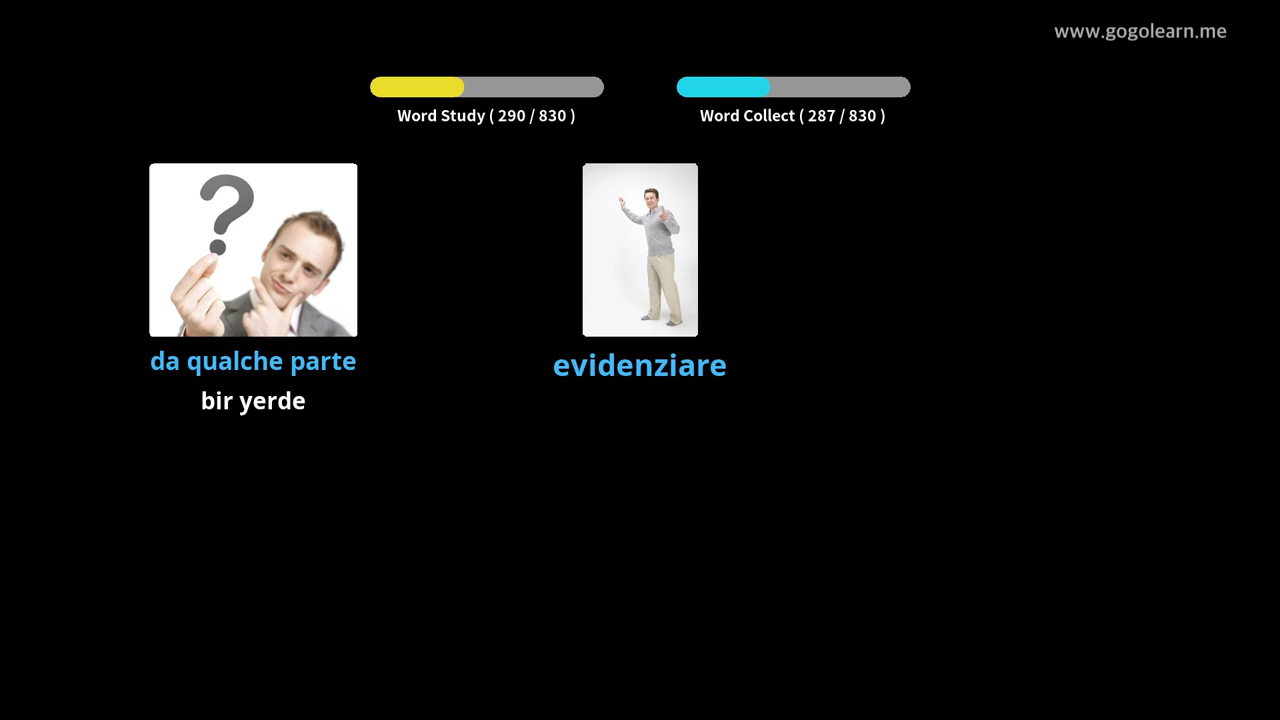 www.gogolearn.me
Word Study ( 290 / 830 )
Word Collect ( 287 / 830 )
?
da qualche parte
bir yerde
evidenziare